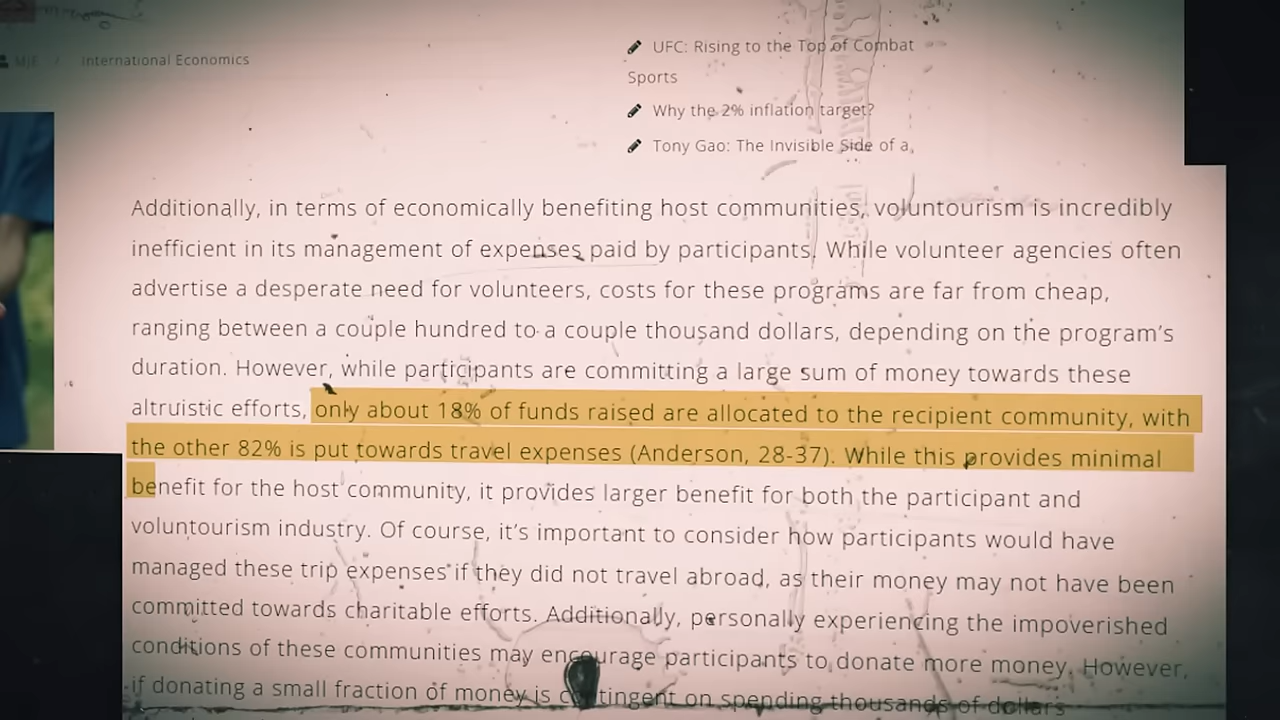 MJE / International Economics
UFC: Rising to the Top of Combat
Sports
Why the 2% inflation target?
Tony Gao: The Invisible Side of a
Additionally, in terms of economically benefiting host communities, voluntourism is incredibly
inefficient in its management of expenses paid by participants. While volunteer agencies often
advertise a desperate need for volunteers, costs for these programs are far from cheap,
ranging between a couple hundred to a couple thousand dollars, depending on the program's
duration. However, while participants are committing a large sum of money towards these
altruistic efforts, only about 18% of funds raised are allocated to the recipient community, with
the other 82% is put towards travel expenses (Anderson, 28-37). While this provides minimal
benefit for the host community, it provides larger benefit for both the participant and
voluntourism industry. Of course, it's important to consider how participants would have
managed these trip expenses if they did not travel abroad, as their money may not have been
committed towards charitable efforts. Additionally, personally experiencing the impoverished
conditions of these communities may encourage participants to donate more money. However,
if donating a small fraction of money is contingent on spending thousands of dollars